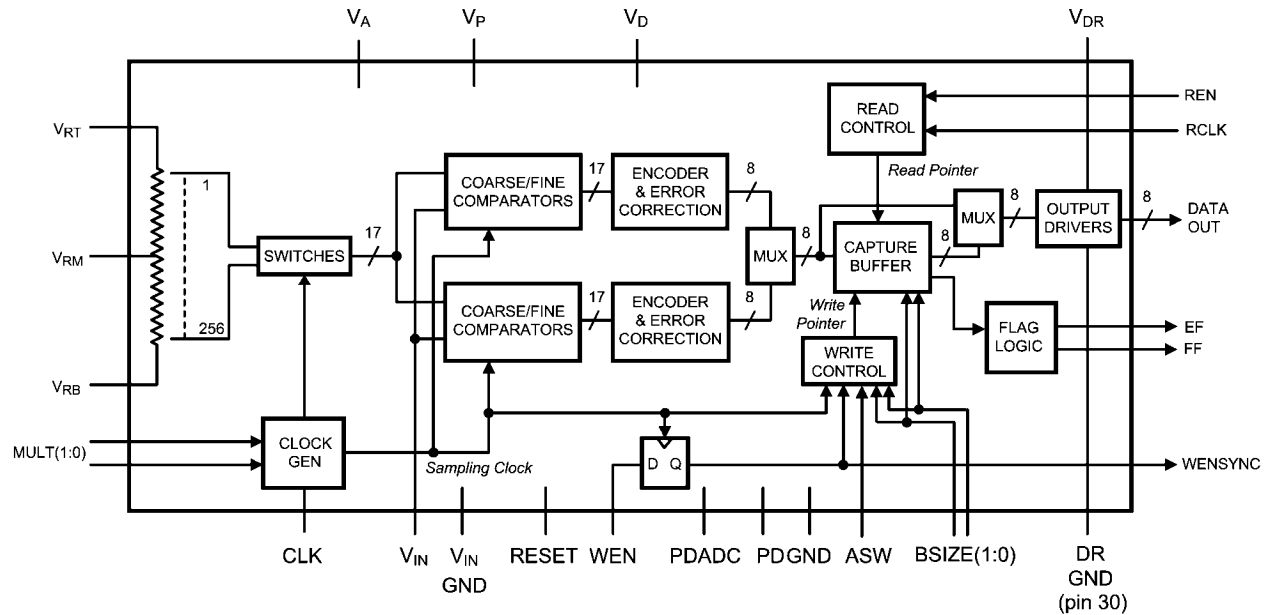 VA VP VD VDR
REN
READ
CONTROL
RCLK
VRT
Read Pointer
1
17
8
COARSE/FINE
COMPARATORS
ENCODER
& ERROR
CORRECTION
8
8
8
MUX
OUTPUT
DRIVERS
DATA
OUT
17
8
8
VRM
SWITCHES
MUX
CAPTURE
BUFFER
17
8
COARSE/FINE
COMPARATORS
ENCODER
& ERROR
CORRECTION
Write
Pointer
256
FLAG
LOGIC
EF
FF
WRITE
CONTROL
VRB
MULT(1:0)
CLOCK
GEN
Sampling Clock
D Q
WENSYNC
CLK VIN VIN RESET WEN PDADC PD GND ASW BSIZE(1:0) DR
GND GND
(pin 30)